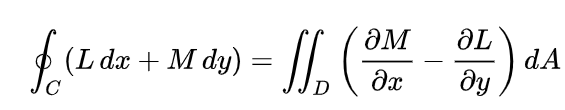 ∮_C (L dx + M dy) = ∬_D (∂M/∂x − ∂L/∂y) dA